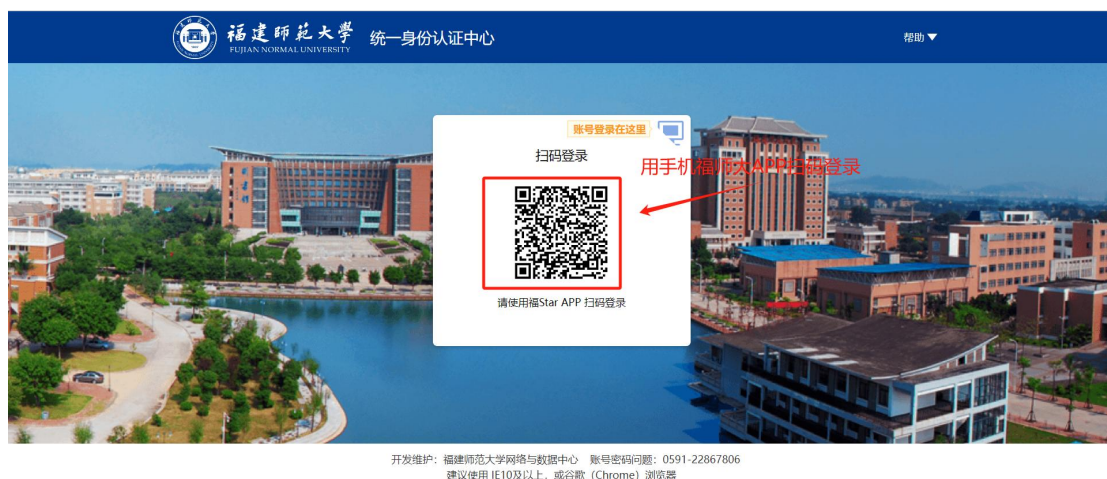 福建师范大学
FUJIAN NORMAL UNIVERSITY
统一身份认证中心
帮助▼
账号登录在这里
扫码登录
用手机福师大APP扫码登录
请使用福Star APP 扫码登录
开发维护：福建师范大学网络与数据中心 账号密码问题：0591-22867806
建议使用 IE10及以上，或谷歌（Chrome）浏览器